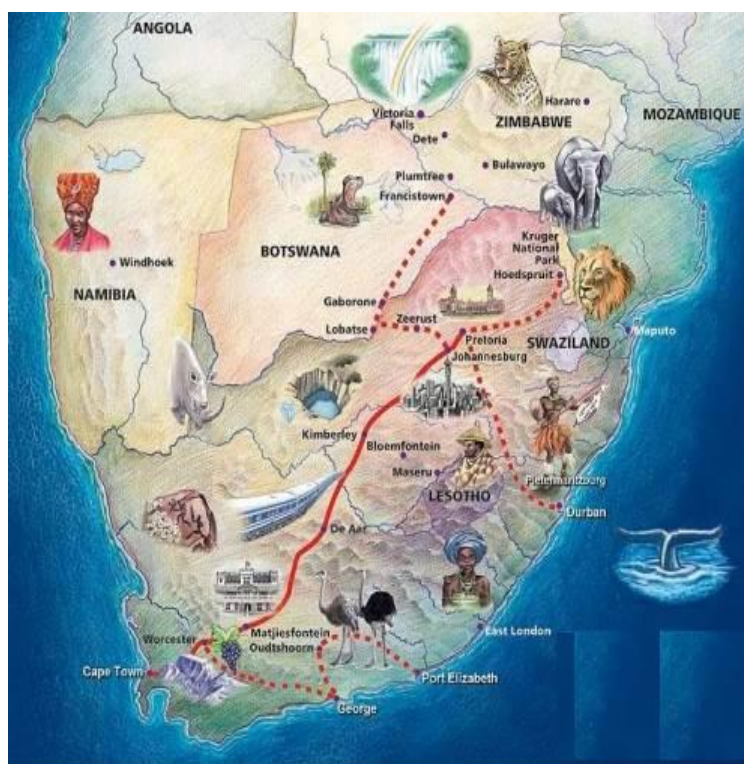 ANGOLA
Victoria
Falls
Harare
ZIMBABWE
MOZAMBIQUE
Dete
Plumtree
Bulawayo
Francistown
BOTSWANA
Kruger
National
Park
Hoedspruit
Windhoek
NAMIBIA
Gaborone
Zeerust
Lobatse
Pretoria
Johannesburg
SWAZILAND
Maputo
Kimberley
Bloemfontein
Maseru
LESOTHO
Pietermaritzburg
Durban
De Aar
Worcester
Matjiesfontein
Oudtshoorn
East London
Cape Town
Port Elizabeth
George